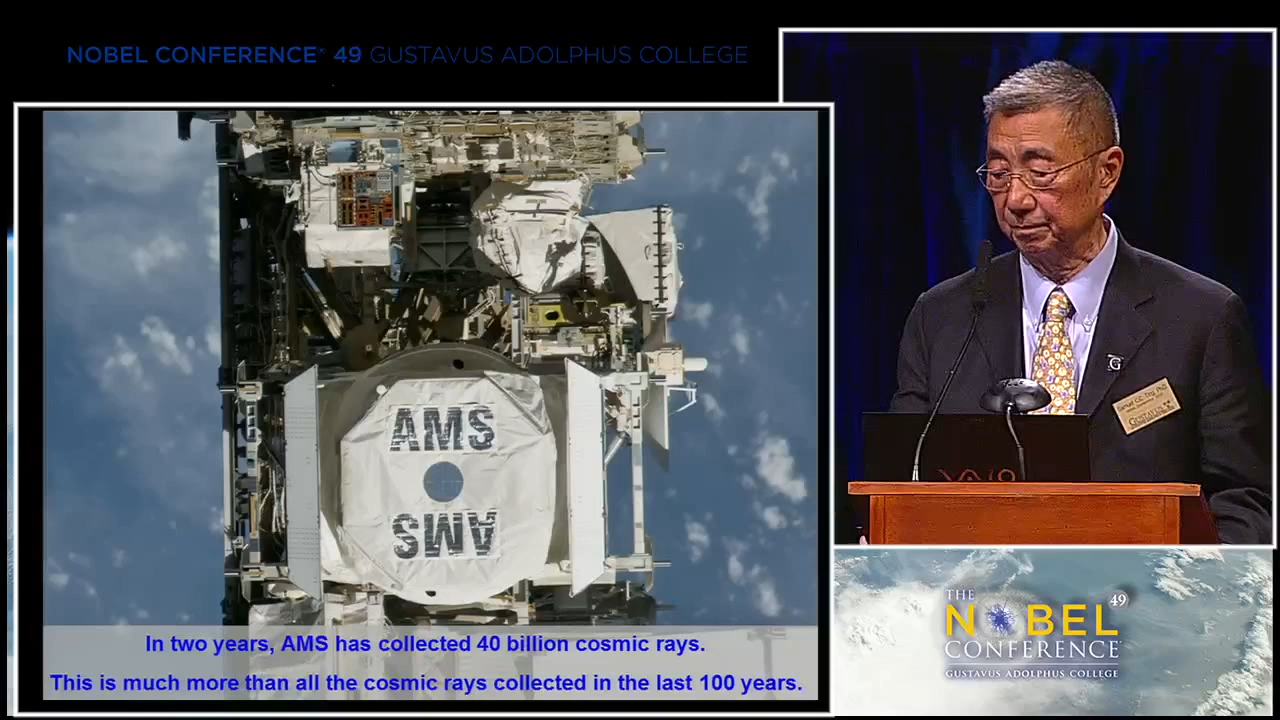 NOBEL CONFERENCE 49 GUSTAVUS ADOLPHUS COLLEGE
AMS
AMS
In two years, AMS has collected 40 billion cosmic rays.
This is much more than all the cosmic rays collected in the last 100 years.
G
GUSTAVUS
VAIO
THE
NOBEL 49
CONFERENCE
GUSTAVUS ADOLPHUS COLLEGE